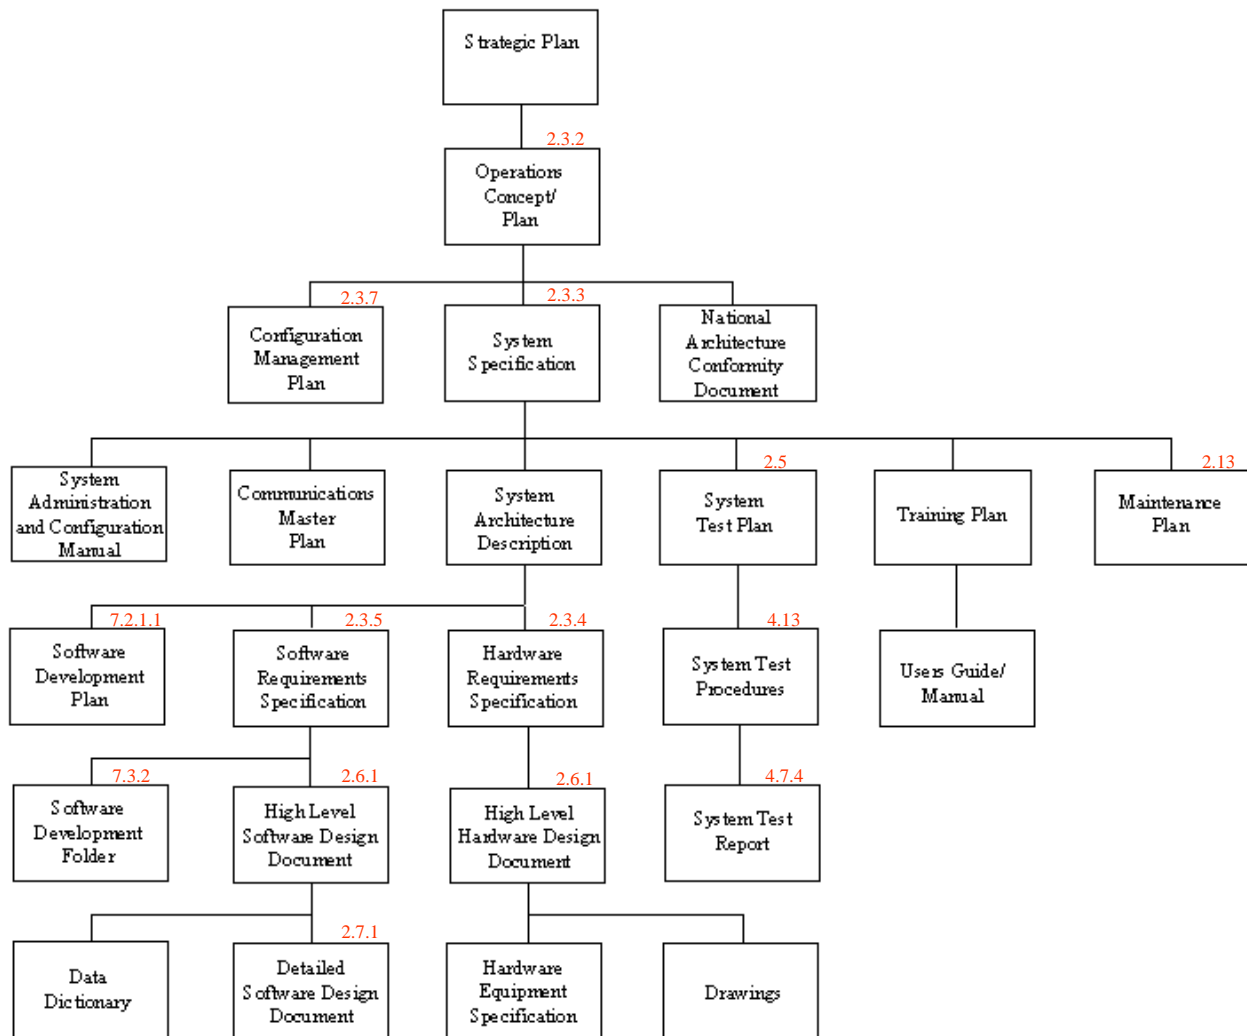 Strategic Plan
2.3.2
Operations
Concept/
Plan
2.3.7
Configuration
Management
Plan
2.3.3
System
Specification
National
Architecture
Conformity
Document
System
Administration
and Configuration
Manual
Communications
Master
Plan
System
Architecture
Description
2.5
System
Test Plan
Training Plan
2.13
Maintenance
Plan
7.2.1.1
Software
Development
Plan
2.3.5
Software
Requirements
Specification
2.3.4
Hardware
Requirements
Specification
4.13
System Test
Procedures
Users Guide/
Manual
7.3.2
Software
Development
Folder
2.6.1
High Level
Software Design
Document
2.6.1
High Level
Hardware Design
Document
4.7.4
System Test
Report
Data
Dictionary
2.7.1
Detailed
Software Design
Document
Hardware
Equipment
Specification
Drawings